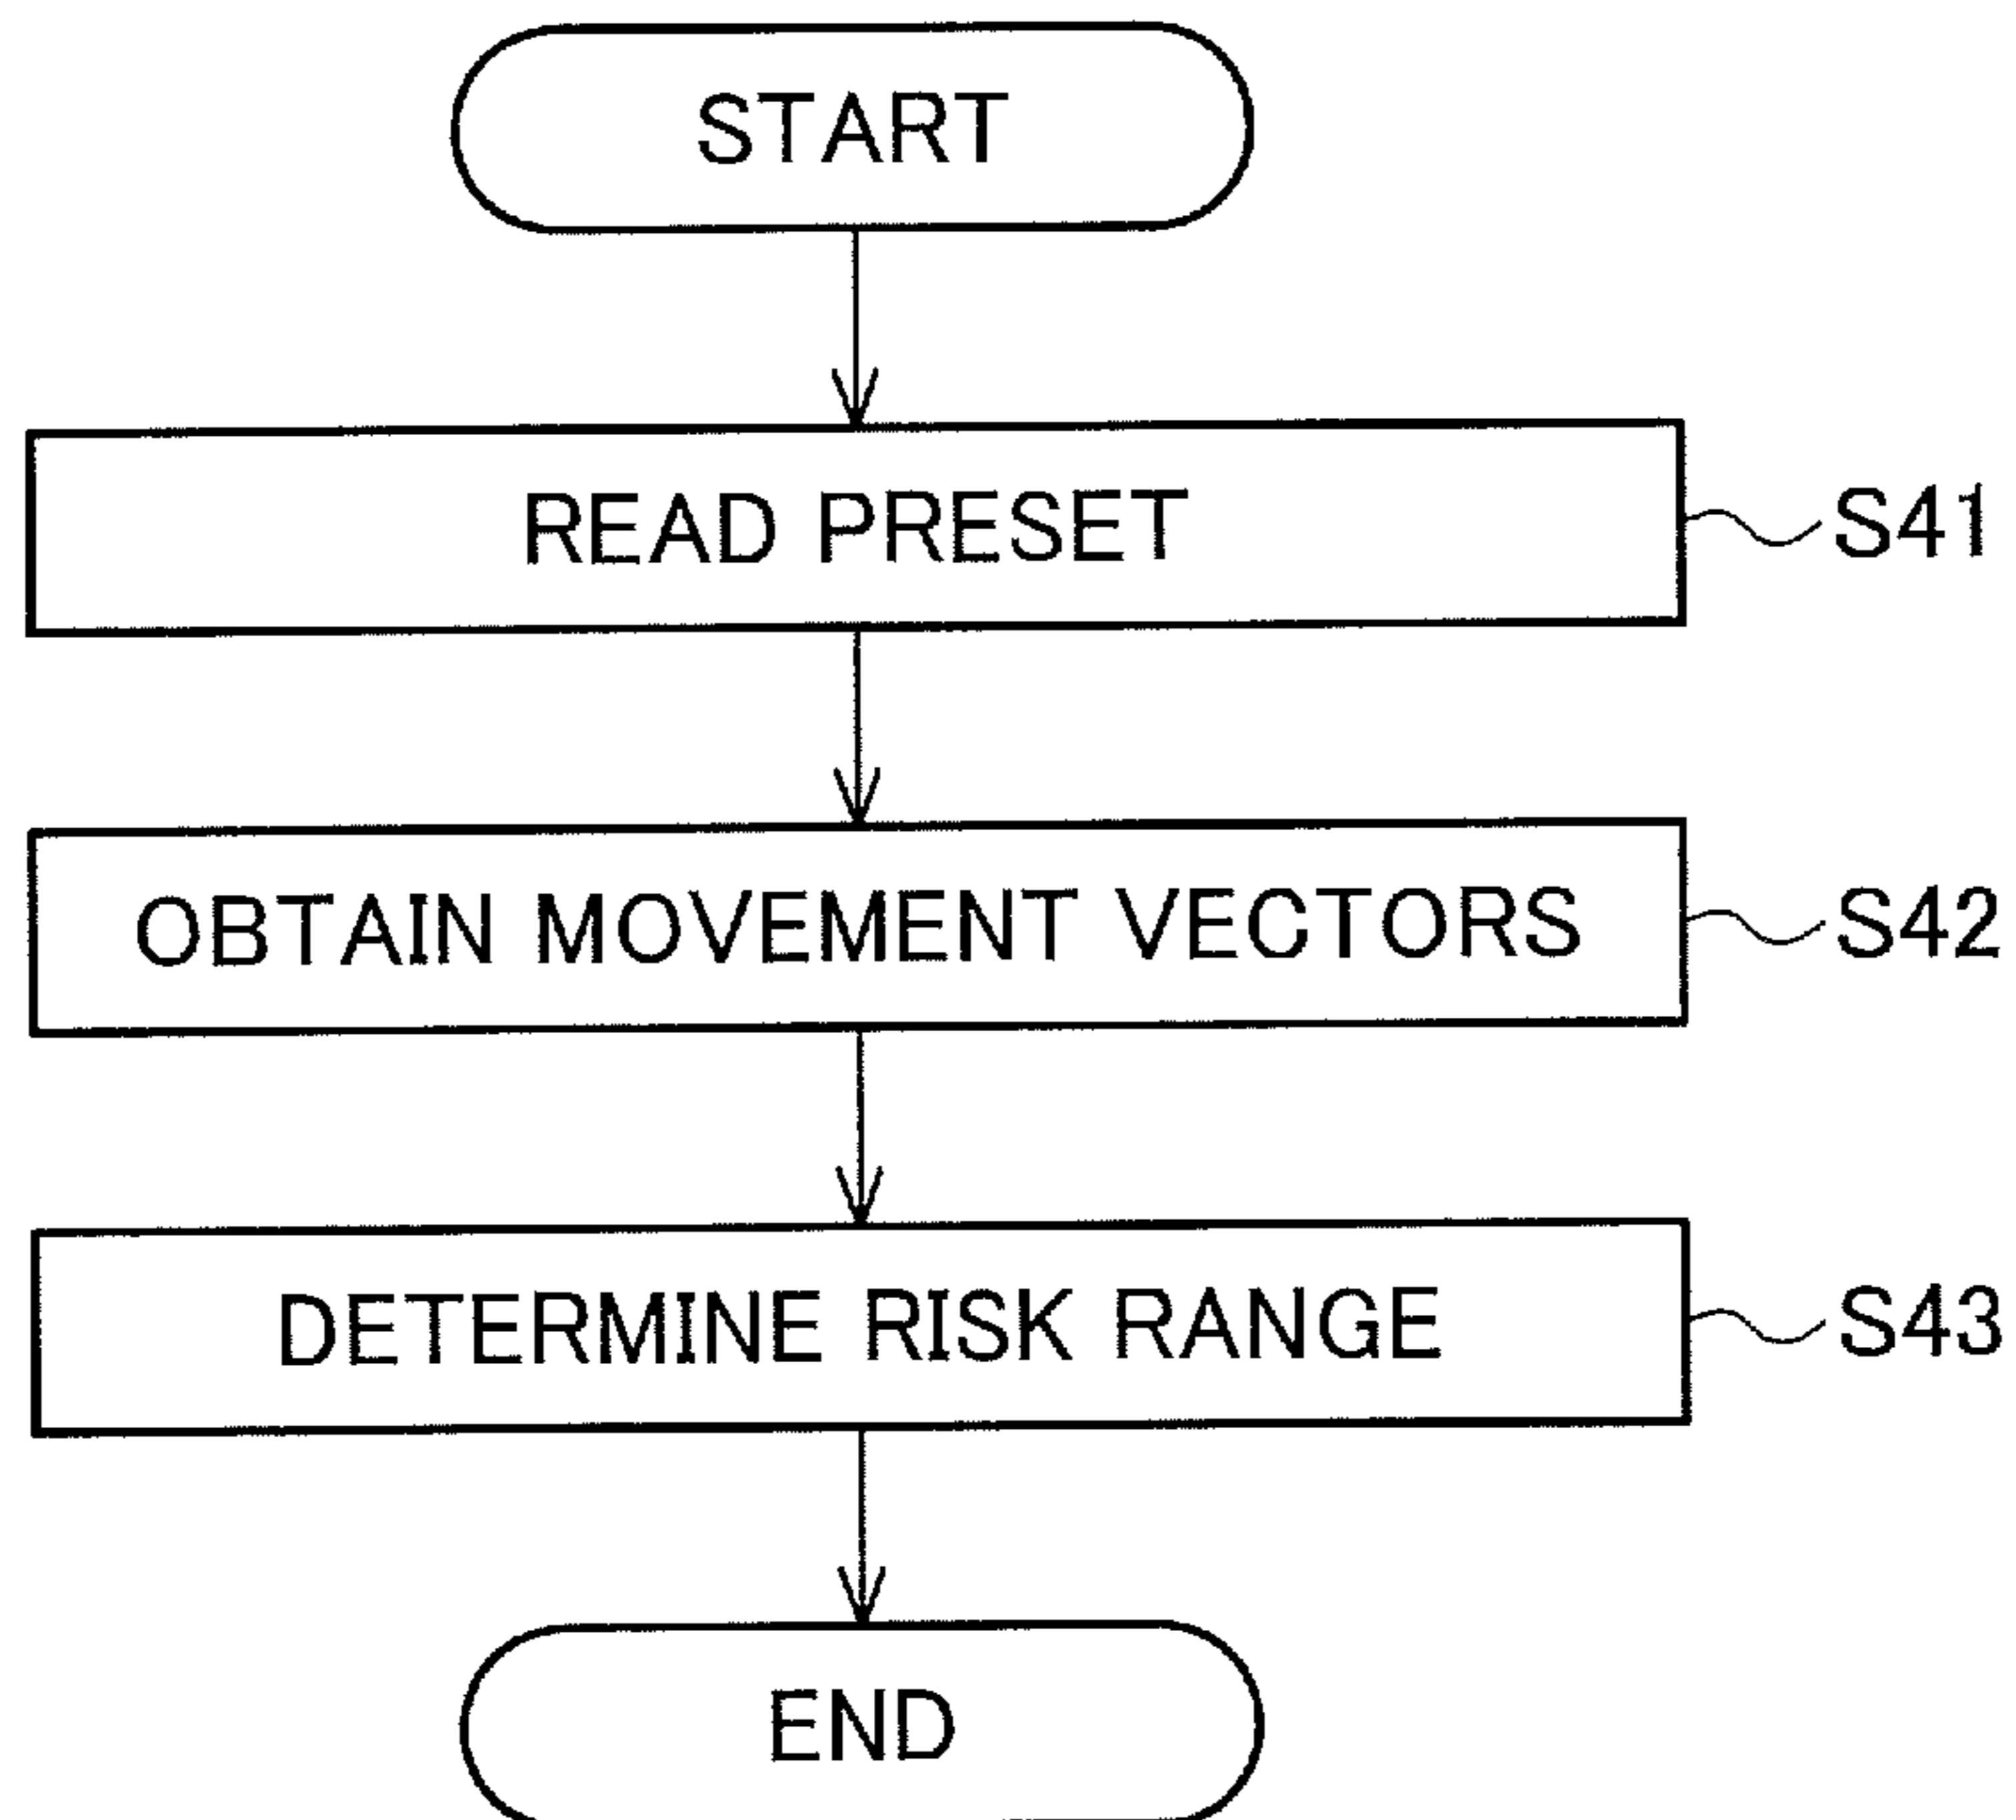 START
READ PRESET S41
OBTAIN MOVEMENT VECTORS S42
DETERMINE RISK RANGE S43
END